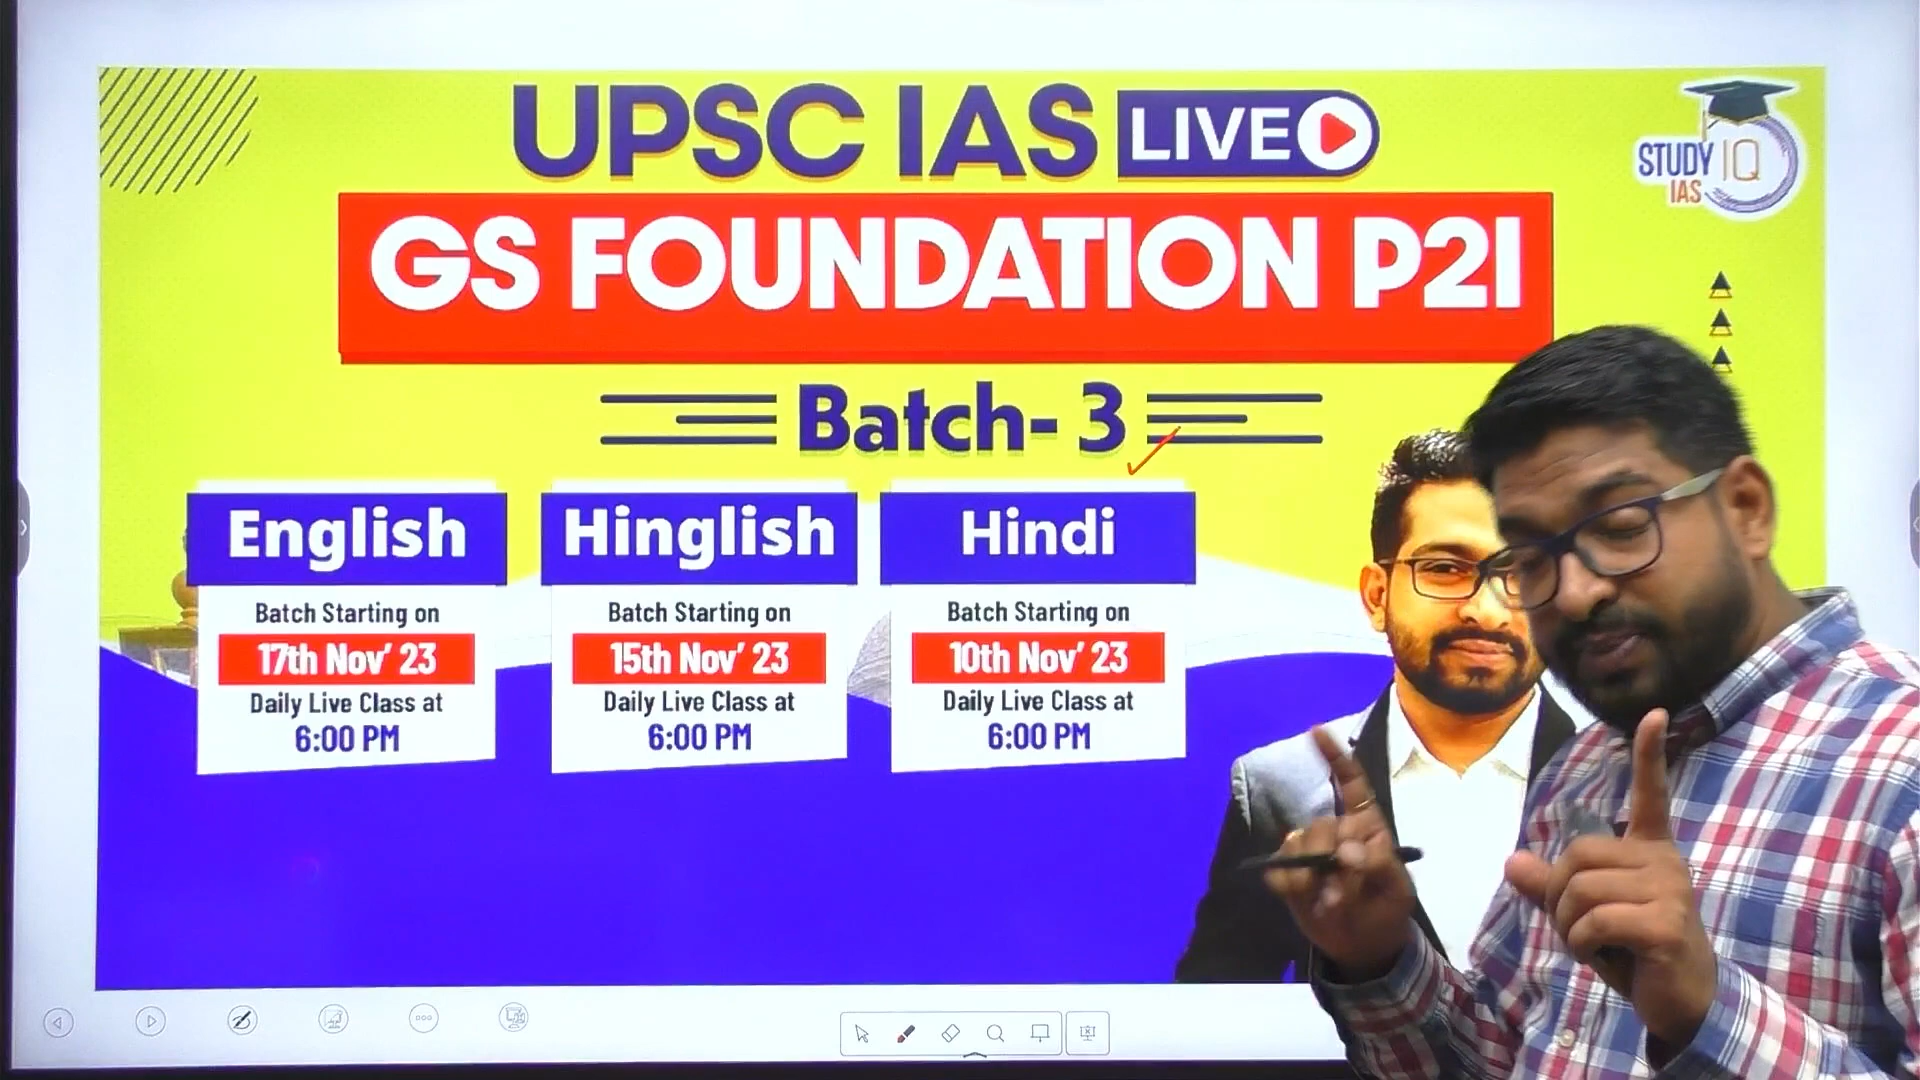 UPSC IAS LIVE
STUDY IQ
IAS
GS FOUNDATION P2I
Batch- 3
English
Batch Starting on
17th Nov’ 23
Daily Live Class at
6:00 PM
Hinglish
Batch Starting on
15th Nov’ 23
Daily Live Class at
6:00 PM
Hindi
Batch Starting on
10th Nov’ 23
Daily Live Class at
6:00 PM